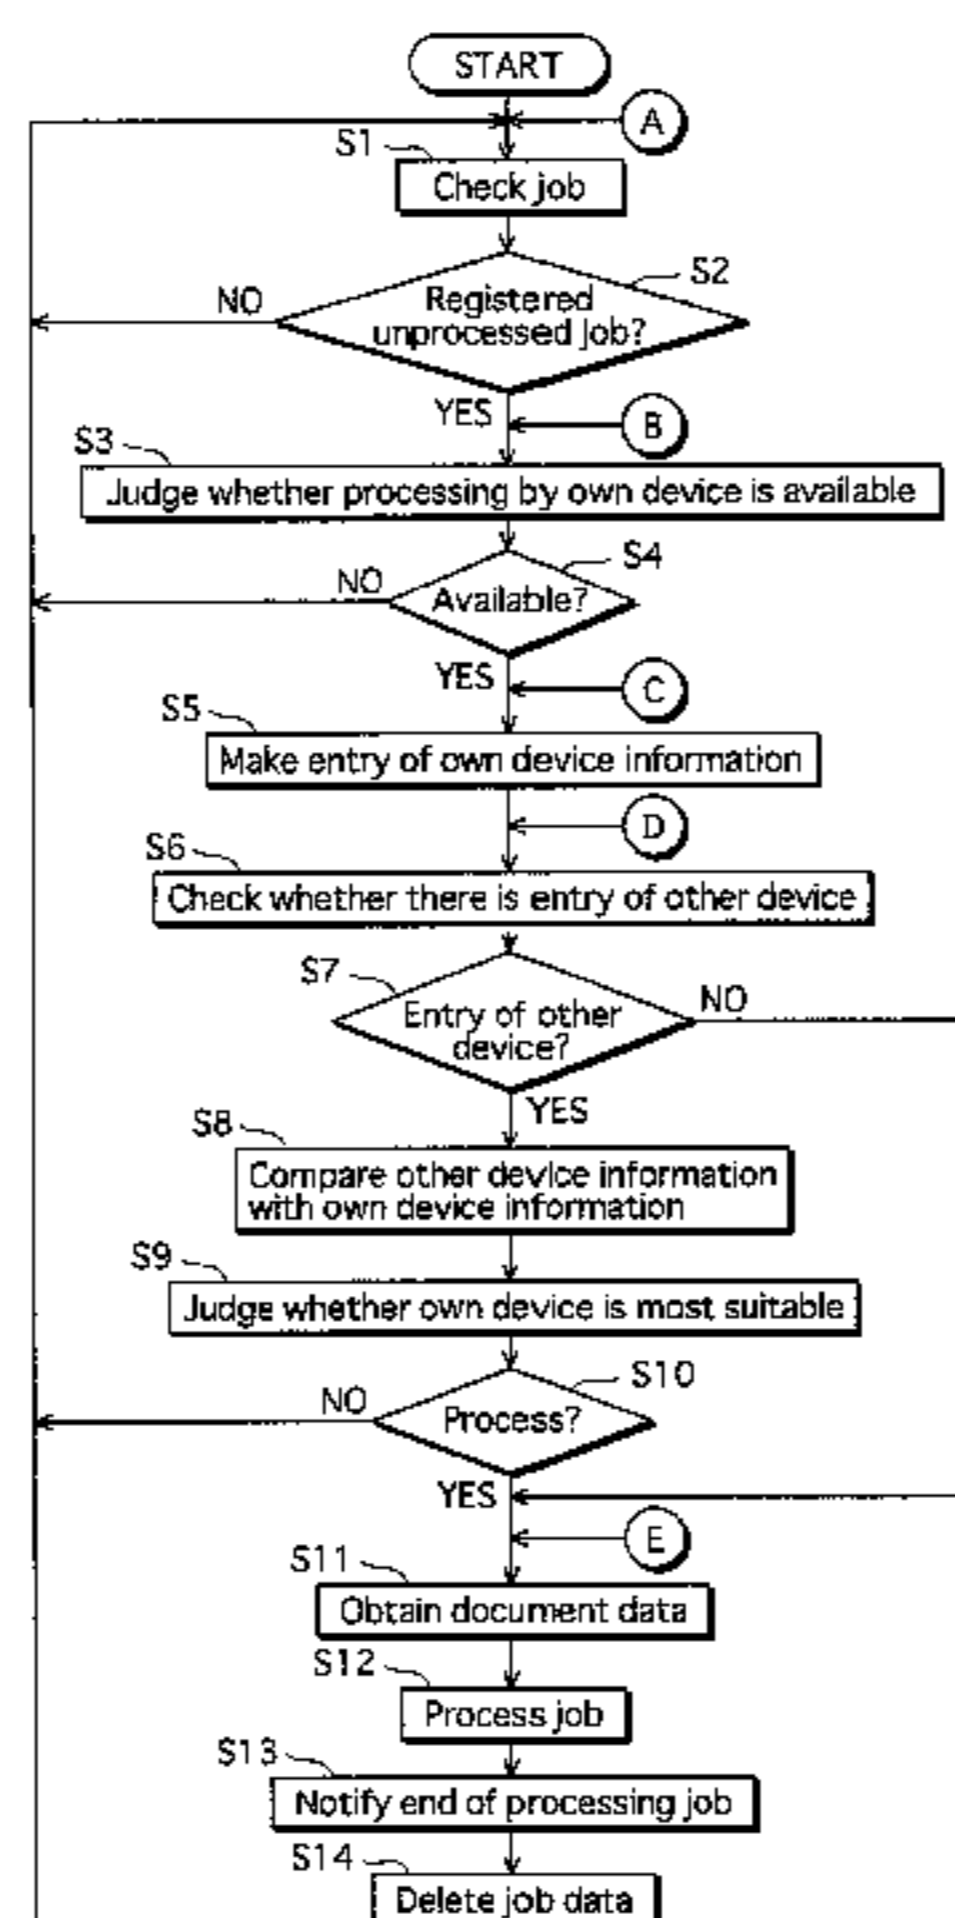 START
A
S1
Check job
S2
NO
Registered
unprocessed job?
YES
B
S3
Judge whether processing by own device is available
S4
NO
Available?
YES
C
S5
Make entry of own device information
D
S6
Check whether there is entry of other device
S7
NO
Entry of other
device?
YES
S8
Compare other device information
with own device information
S9
Judge whether own device is most suitable
S10
NO
Process?
YES
E
S11
Obtain document data
S12
Process job
S13
Notify end of processing job
S14
Delete job data